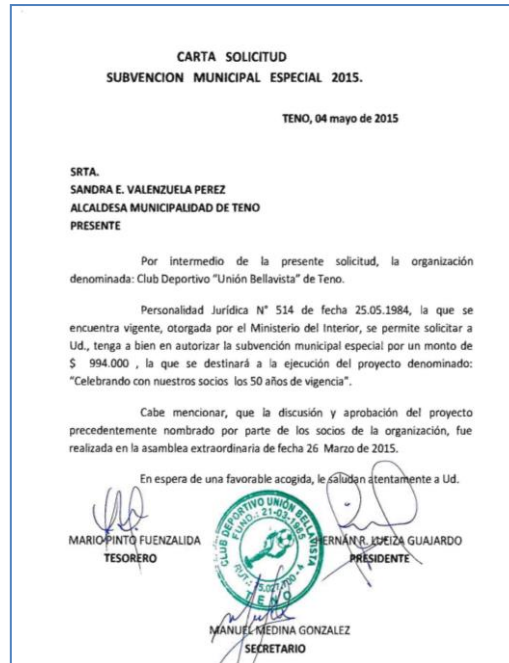 CARTA SOLICITUD
SUBVENCION MUNICIPAL ESPECIAL 2015.
TENO, 04 mayo de 2015
SRTA.
SANDRA E. VALENZUELA PEREZ
ALCALDESA MUNICIPALIDAD DE TENO
PRESENTE
Por intermedio de la presente solicitud, la organización
denominada: Club Deportivo "Unión Bellavista" de Teno.
Personalidad Jurídica N° 514 de fecha 25.05.1984, la que se
encuentra vigente, otorgada por el Ministerio del Interior, se permite solicitar a
Ud., tenga a bien en autorizar la subvención municipal especial por un monto de
$ 994.000 , la que se destinará a la ejecución del proyecto denominado:
"Celebrando con nuestros socios los 50 años de vigencia".
Cabe mencionar, que la discusión y aprobación del proyecto
precedentemente nombrado por parte de los socios de la organización, fue
realizada en la asamblea extraordinaria de fecha 26 Marzo de 2015.
En espera de una favorable acogida, le saludan atentamente a Ud.
CLUB DEPORTIVO UNIÓN BELLAVISTA
FUND.: 21-03-1965
TENO
MARIO PINTO FUENZALIDA
TESORERO
HERNÁN R. GUAJARDO
PRESIDENTE
MANUEL MEDINA GONZALEZ
SECRETARIO